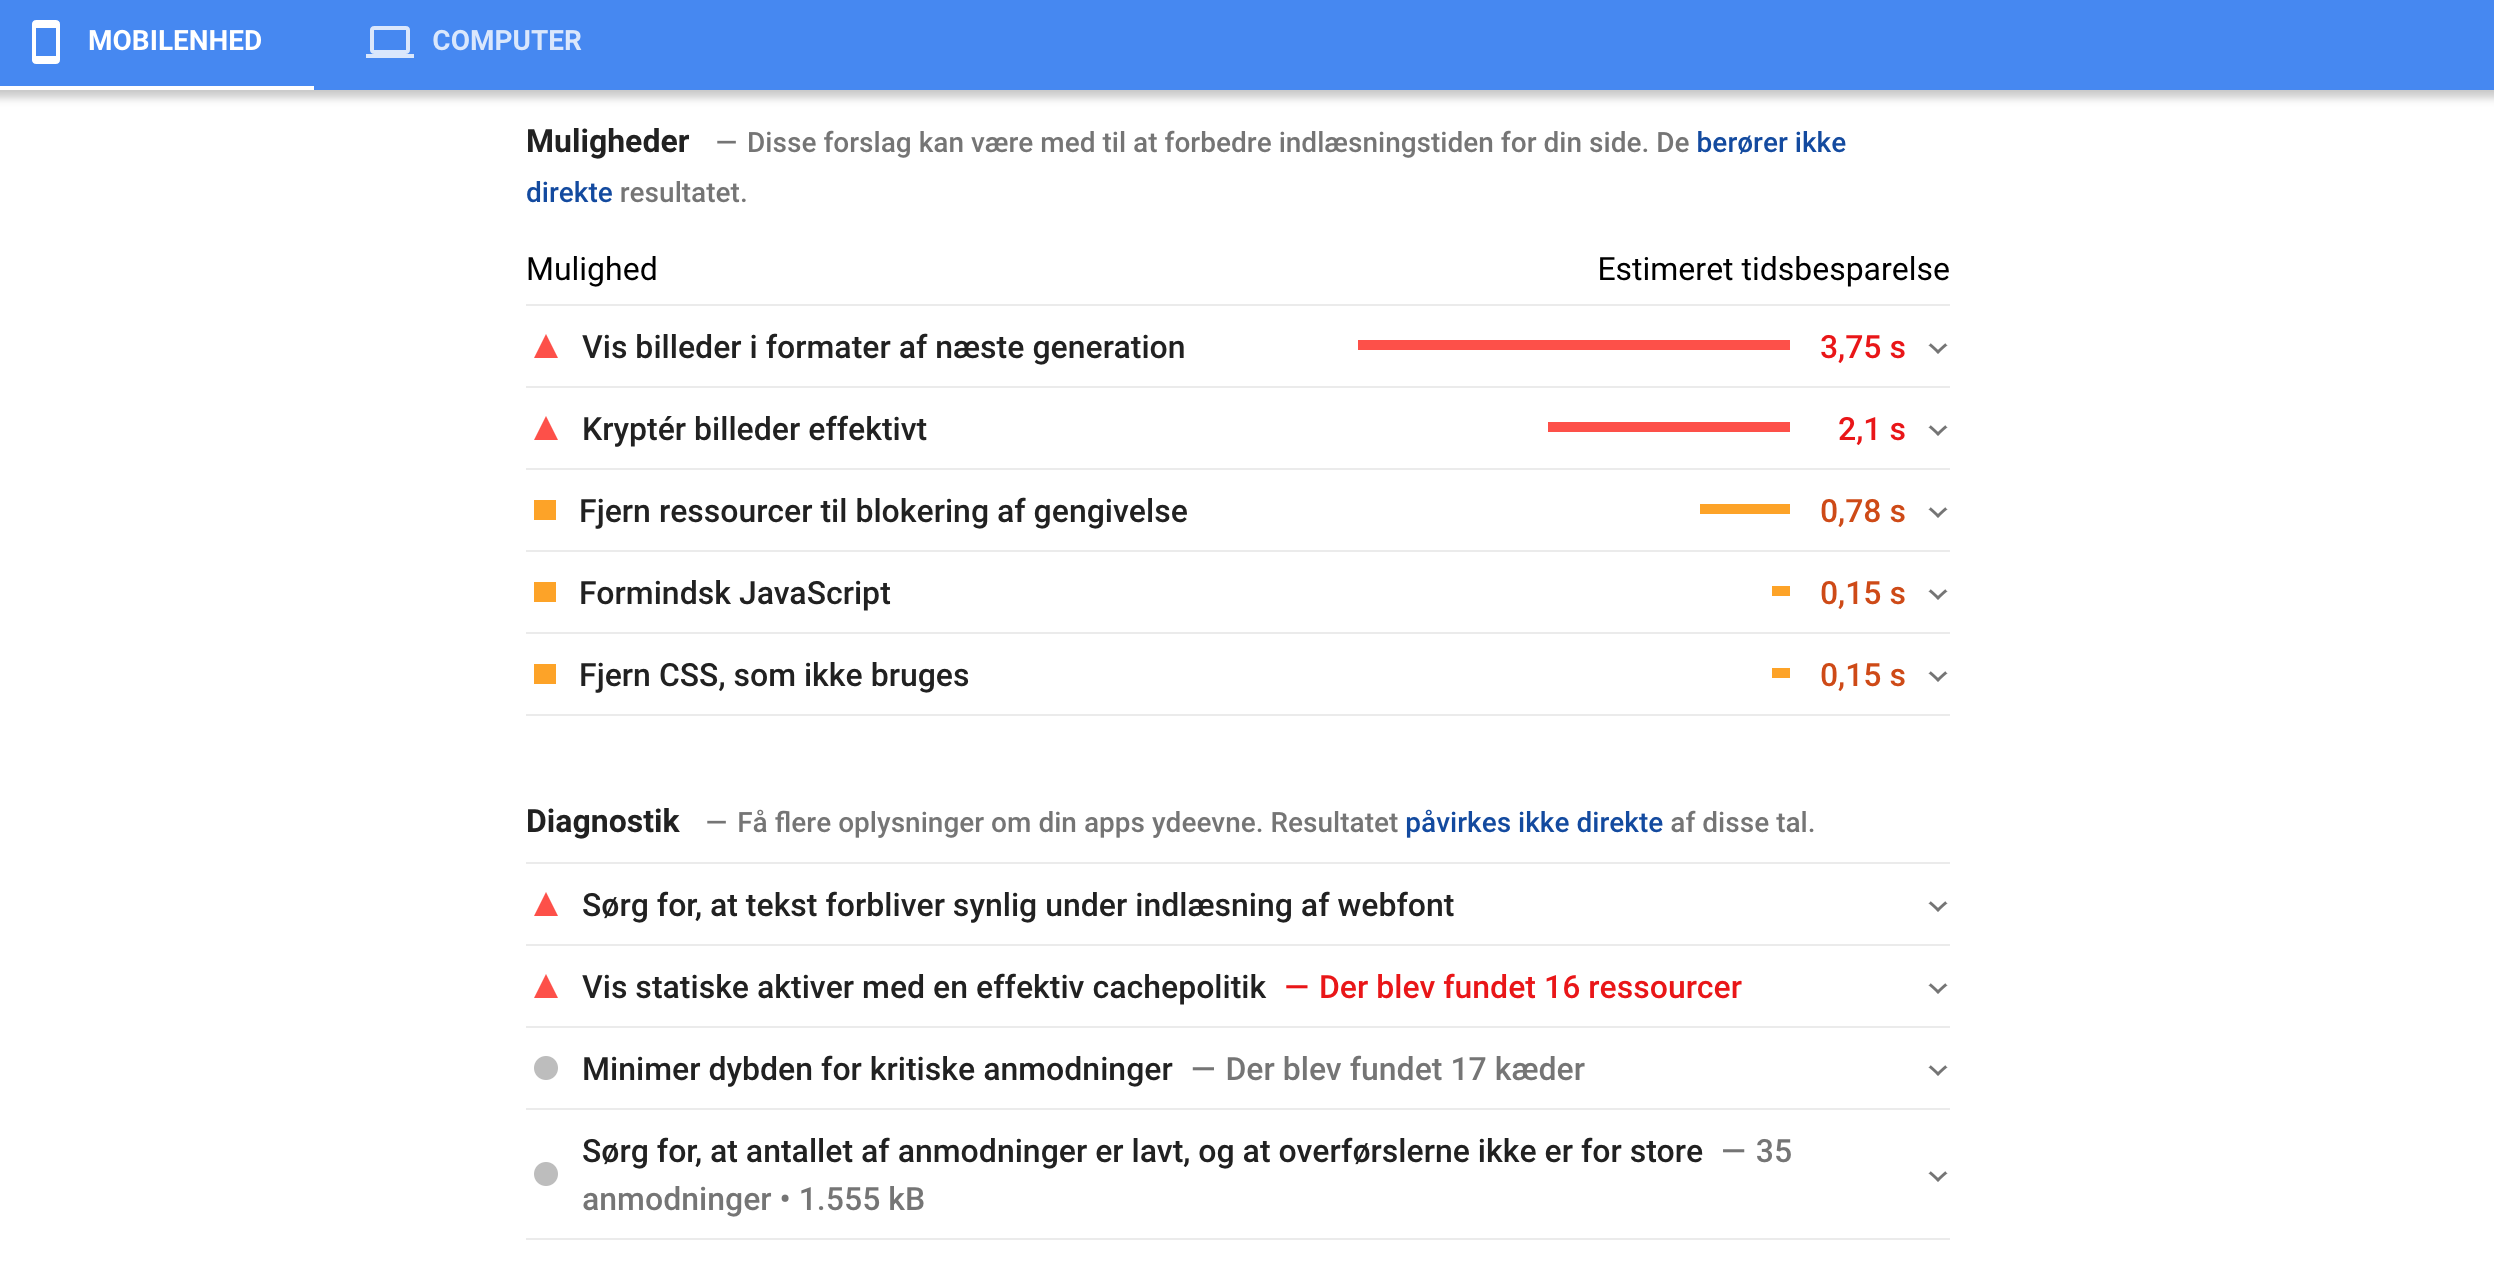 MOBILENHED
COMPUTER
Muligheder — Disse forslag kan være med til at forbedre indlæsningstiden for din side. De berører ikke
direkte resultatet.
Mulighed Estimeret tidsbesparelse
Vis billeder i formater af næste generation 3,75 s
Kryptér billeder effektivt 2,1 s
Fjern ressourcer til blokering af gengivelse 0,78 s
Formindsk JavaScript 0,15 s
Fjern CSS, som ikke bruges 0,15 s
Diagnostik — Få flere oplysninger om din apps ydeevne. Resultatet påvirkes ikke direkte af disse tal.
Sørg for, at tekst forbliver synlig under indlæsning af webfont
Vis statiske aktiver med en effektiv cachepolitik — Der blev fundet 16 ressourcer
Minimer dybden for kritiske anmodninger — Der blev fundet 17 kæder
Sørg for, at antallet af anmodninger er lavt, og at overførslerne ikke er for store — 35
anmodninger • 1.555 kB